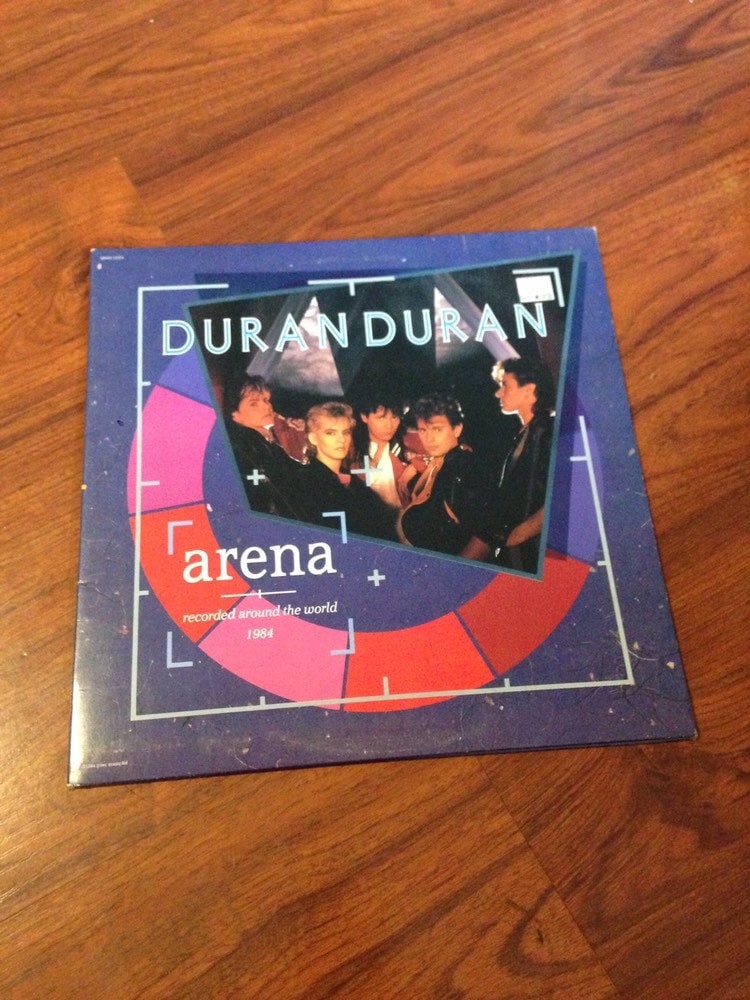 DURAN DURAN
arena
recorded around the world
1984